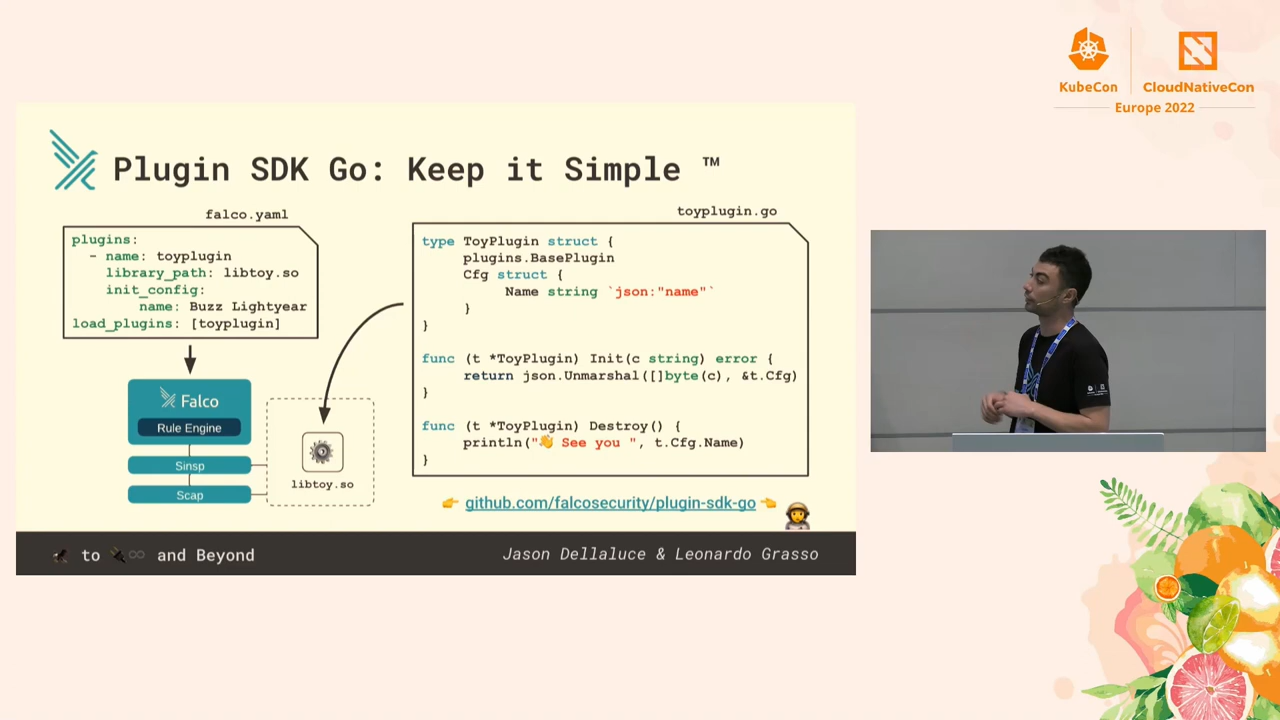 KubeCon
CloudNativeCon
Europe 2022
Plugin SDK Go: Keep it Simple ™
falco.yaml
plugins:
- name: toyplugin
library_path: libtoy.so
init_config:
name: Buzz Lightyear
load_plugins: [toyplugin]
Falco
Rule Engine
Sinsp
Scap
libtoy.so
toyplugin.go
type ToyPlugin struct {
plugins.BasePlugin
Cfg struct {
Name string `json:"name"`
}
}
func (t *ToyPlugin) Init(c string) error {
return json.Unmarshal([]byte(c), &t.Cfg)
}
func (t *ToyPlugin) Destroy() {
println("👋 See you ", t.Cfg.Name)
}
👉 github.com/falcosecurity/plugin-sdk-go 👈
to 🔌♾ and Beyond
Jason Dellaluce & Leonardo Grasso